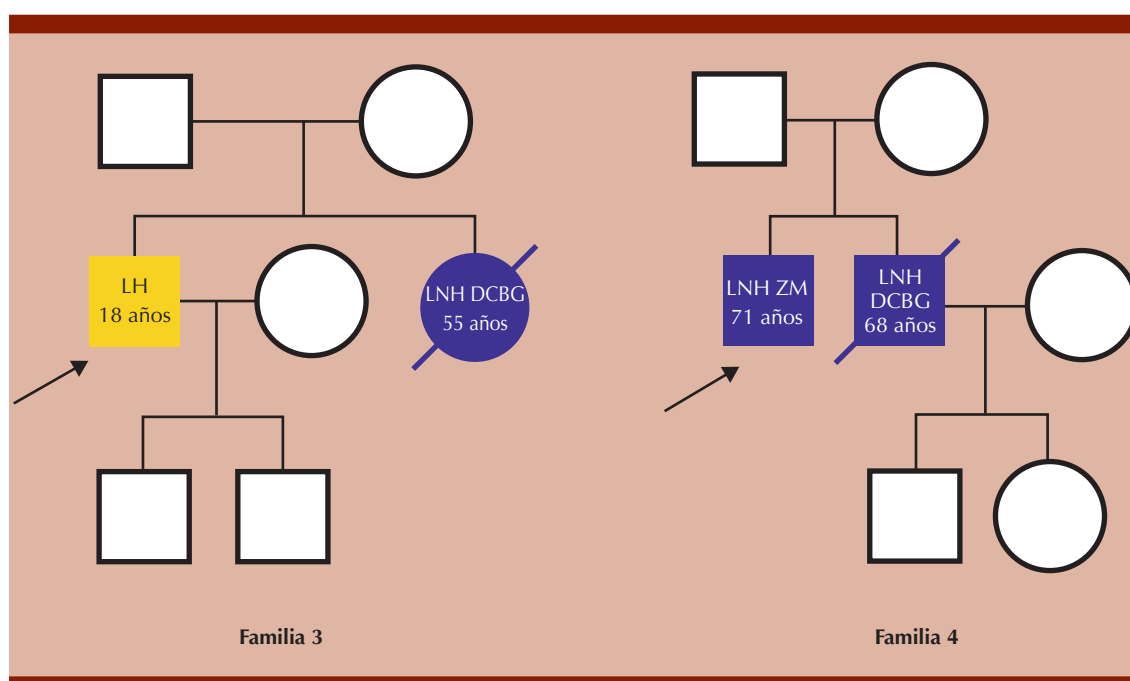 LH
18 años
LNH DCBG
55 años
LNH ZM
71 años
LNH
DCBG
68 años
Familia 3
Familia 4